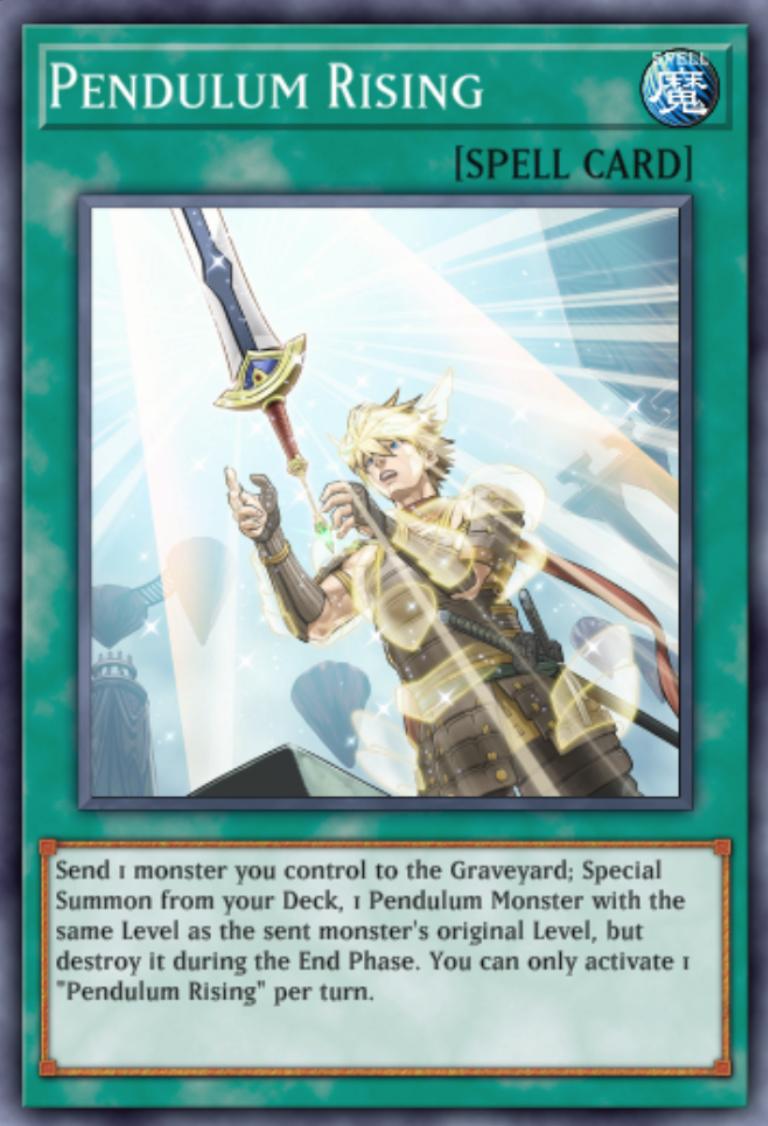 PENDULUM RISING
SPELL
魔
[SPELL CARD]
Send 1 monster you control to the Graveyard; Special
Summon from your Deck, 1 Pendulum Monster with the
same Level as the sent monster's original Level, but
destroy it during the End Phase. You can only activate 1
"Pendulum Rising" per turn.